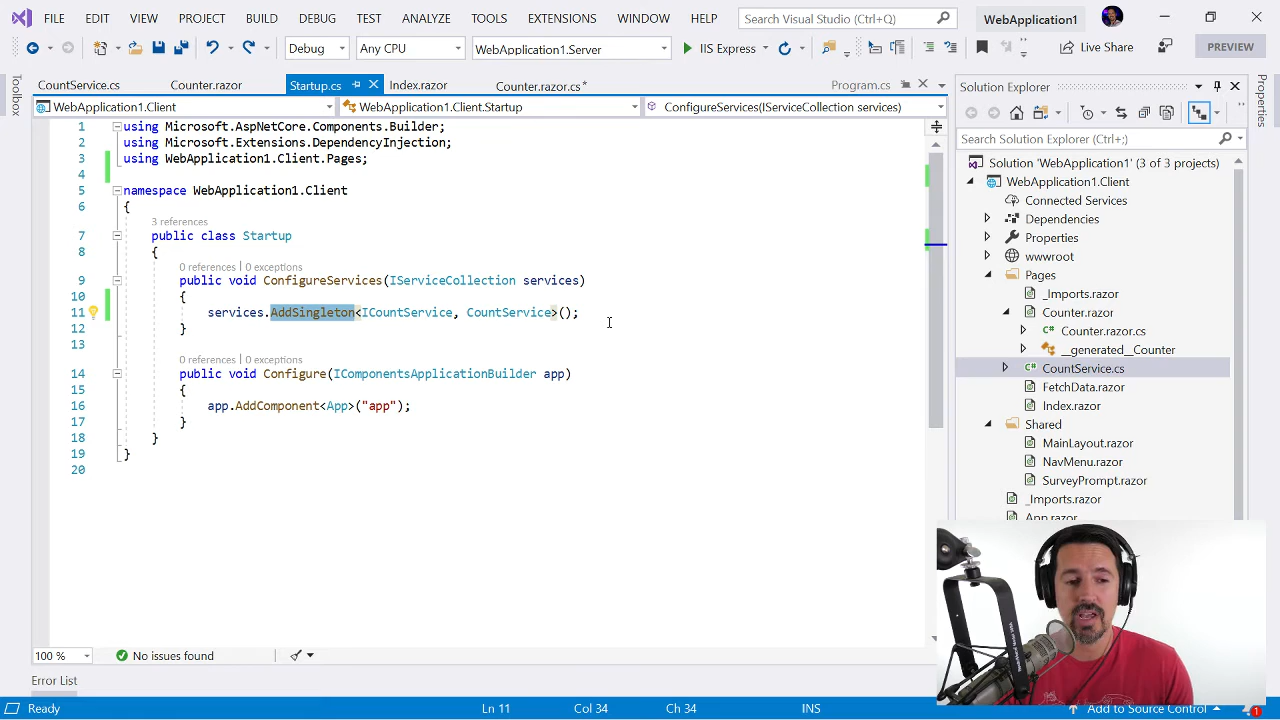 FILE EDIT VIEW PROJECT BUILD DEBUG TEST ANALYZE TOOLS EXTENSIONS WINDOW HELP Search Visual Studio (Ctrl+Q) WebApplication1
Debug Any CPU WebApplication1.Server IIS Express Live Share PREVIEW
Toolbox
CountService.cs Counter.razor Startup.cs Index.razor Counter.razor.cs* Program.cs
WebApplication1.Client WebApplication1.Client.Startup ConfigureServices(IServiceCollection services)
1 using Microsoft.AspNetCore.Components.Builder;
2 using Microsoft.Extensions.DependencyInjection;
3 using WebApplication1.Client.Pages;
4
5 namespace WebApplication1.Client
6 {
3 references
7 public class Startup
8 {
0 references | 0 exceptions
9 public void ConfigureServices(IServiceCollection services)
10 {
11 services.AddSingleton<ICountService, CountService>();
12 }
13
0 references | 0 exceptions
14 public void Configure(IComponentsApplicationBuilder app)
15 {
16 app.AddComponent<App>("app");
17 }
18 }
19 }
20
100 % No issues found
Error List
Ready Ln 11 Col 34 Ch 34 INS Add to Source Control 1
Solution Explorer
Search Solution Explorer (Ctrl+;)
Solution 'WebApplication1' (3 of 3 projects)
WebApplication1.Client
Connected Services
Dependencies
Properties
wwwroot
Pages
_Imports.razor
Counter.razor
Counter.razor.cs
__generated__Counter
CountService.cs
FetchData.razor
Index.razor
Shared
MainLayout.razor
NavMenu.razor
SurveyPrompt.razor
_Imports.razor
App.razor
Properties